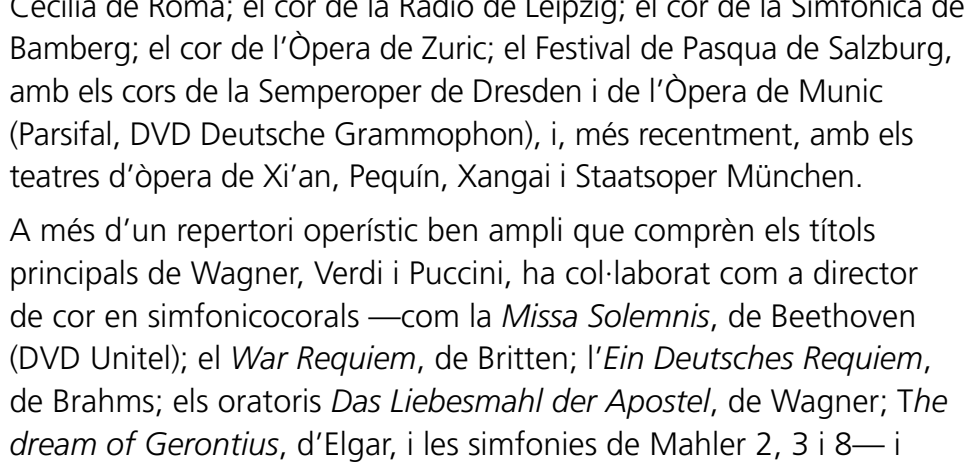 Cecília de Roma; el cor de la Ràdio de Leipzig; el cor de la Simfònica de
Bamberg; el cor de l’Òpera de Zuric; el Festival de Pasqua de Salzburg,
amb els cors de la Semperoper de Dresden i de l’Òpera de Munic
(Parsifal, DVD Deutsche Grammophon), i, més recentment, amb els
teatres d’òpera de Xi’an, Pequín, Xangai i Staatsoper München.
A més d’un repertori operístic ben ampli que comprèn els títols
principals de Wagner, Verdi i Puccini, ha col·laborat com a director
de cor en simfonicocorals —com la Missa Solemnis, de Beethoven
(DVD Unitel); el War Requiem, de Britten; l’Ein Deutsches Requiem,
de Brahms; els oratoris Das Liebesmahl der Apostel, de Wagner; The
dream of Gerontius, d’Elgar, i les simfonies de Mahler 2, 3 i 8— i